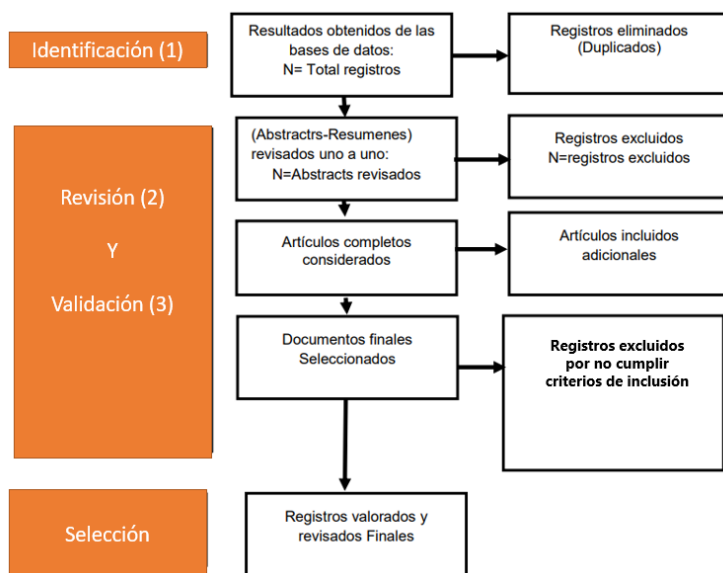 Identificación (1)
Resultados obtenidos de las
bases de datos:
N= Total registros
Registros eliminados
(Duplicados)
Revisión (2)
Y
Validación (3)
(Abstractrs-Resumenes)
revisados uno a uno:
N=Abstracts revisados
Registros excluidos
N=registros excluidos
Artículos completos
considerados
Artículos incluidos
adicionales
Documentos finales
Seleccionados
Registros excluidos
por no cumplir
criterios de inclusión
Selección
Registros valorados y
revisados Finales